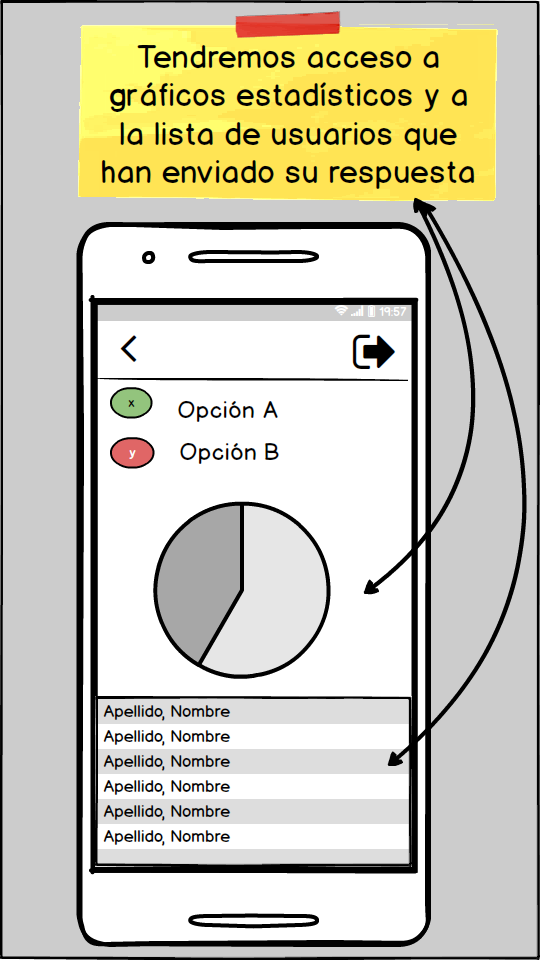 Tendremos acceso a
gráficos estadísticos y a
la lista de usuarios que
han enviado su respuesta
19:57
x Opción A
y Opción B
Apellido, Nombre
Apellido, Nombre
Apellido, Nombre
Apellido, Nombre
Apellido, Nombre
Apellido, Nombre